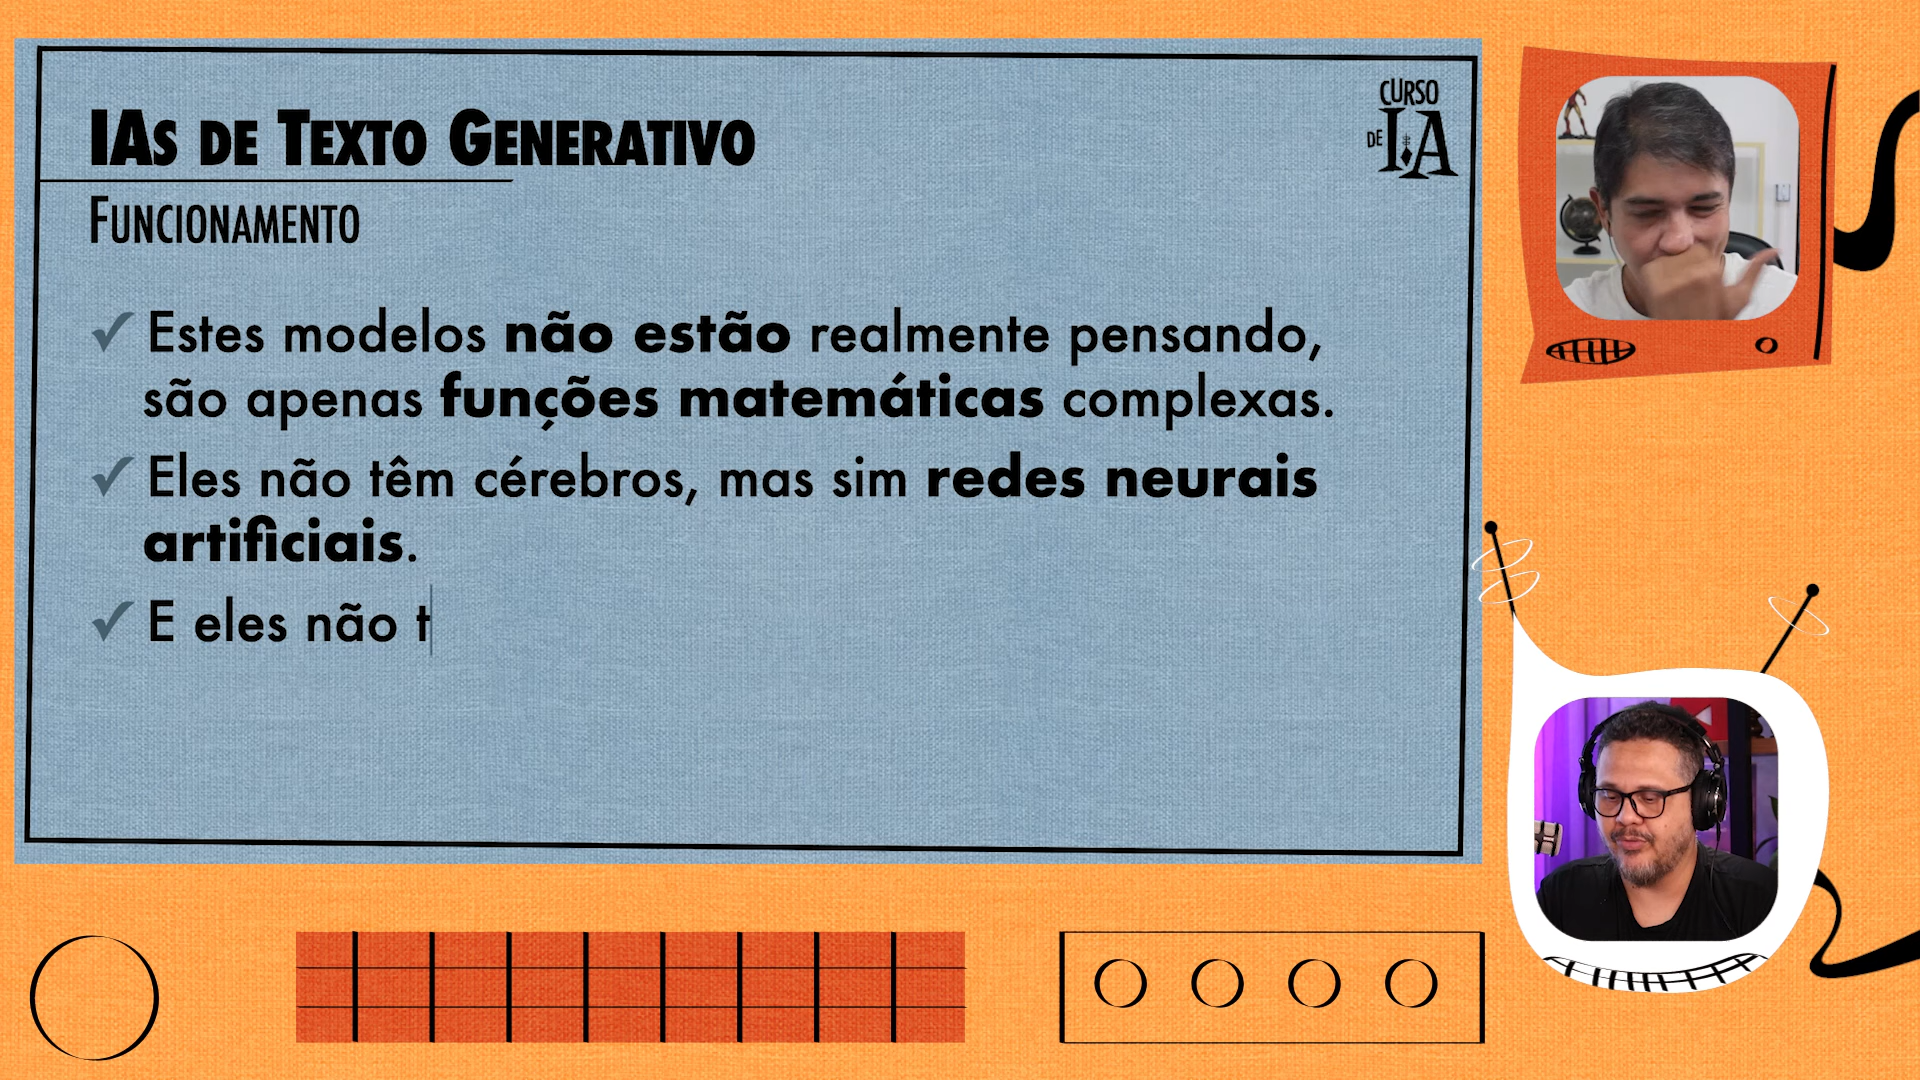 IAs de Texto Generativo
Funcionamento
CURSO
DE IA
✓ Estes modelos não estão realmente pensando,
são apenas funções matemáticas complexas.
✓ Eles não têm cérebros, mas sim redes neurais
artificiais.
✓ E eles não t